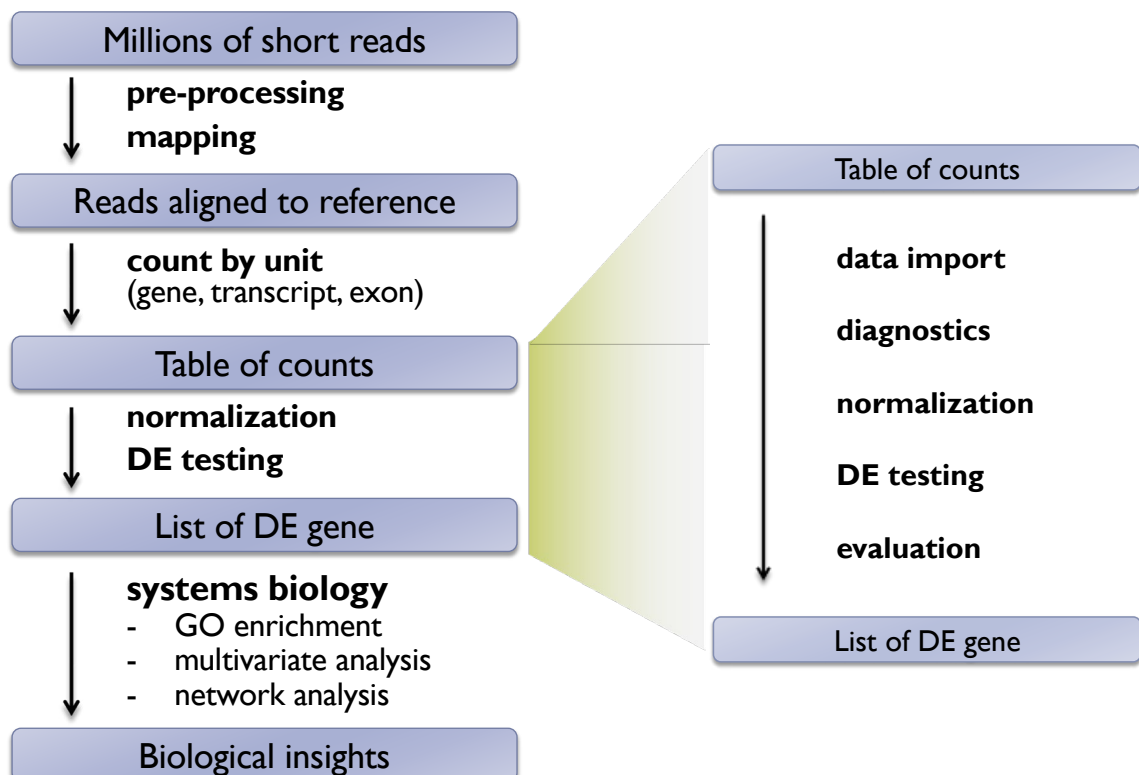 Millions of short reads
pre-processing
mapping
Reads aligned to reference
count by unit
(gene, transcript, exon)
Table of counts
normalization
DE testing
List of DE gene
systems biology
- GO enrichment
- multivariate analysis
- network analysis
Biological insights
Table of counts
data import
diagnostics
normalization
DE testing
evaluation
List of DE gene